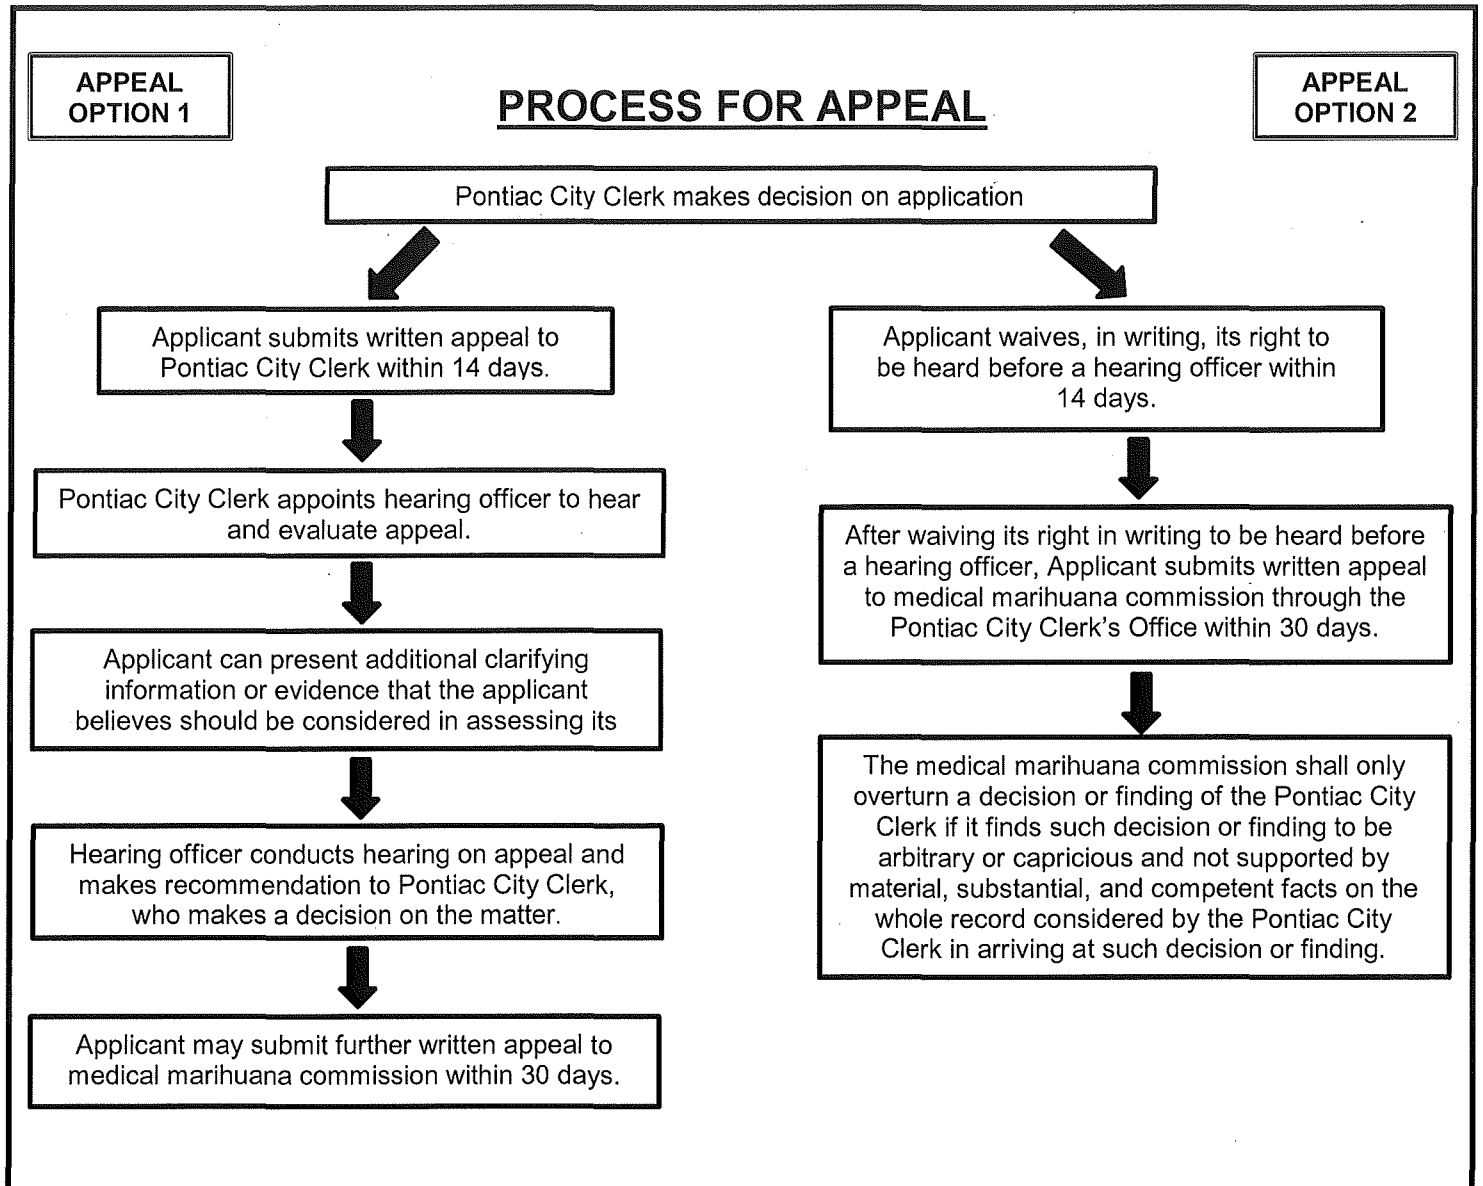 APPEAL
OPTION 1
PROCESS FOR APPEAL
APPEAL
OPTION 2
Pontiac City Clerk makes decision on application
Applicant submits written appeal to
Pontiac City Clerk within 14 days.
Pontiac City Clerk appoints hearing officer to hear
and evaluate appeal.
Applicant can present additional clarifying
information or evidence that the applicant
believes should be considered in assessing its
Hearing officer conducts hearing on appeal and
makes recommendation to Pontiac City Clerk,
who makes a decision on the matter.
Applicant may submit further written appeal to
medical marihuana commission within 30 days.
Applicant waives, in writing, its right to
be heard before a hearing officer within
14 days.
After waiving its right in writing to be heard before
a hearing officer, Applicant submits written appeal
to medical marihuana commission through the
Pontiac City Clerk's Office within 30 days.
The medical marihuana commission shall only
overturn a decision or finding of the Pontiac City
Clerk if it finds such decision or finding to be
arbitrary or capricious and not supported by
material, substantial, and competent facts on the
whole record considered by the Pontiac City
Clerk in arriving at such decision or finding.